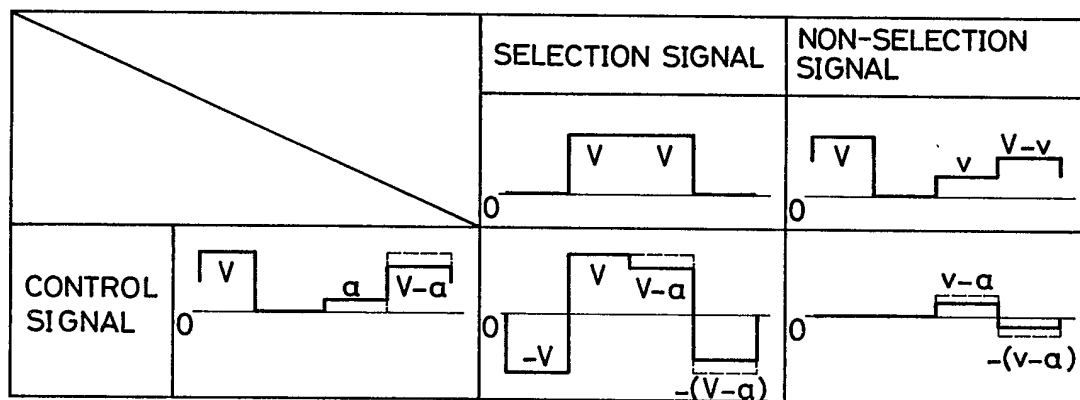 SELECTION SIGNAL
NON-SELECTION
SIGNAL
V V
0
V v V-v
0
CONTROL
SIGNAL
V a V-a
0
-V V V-a -(V-a)
0
v-a
-(v-a)
0